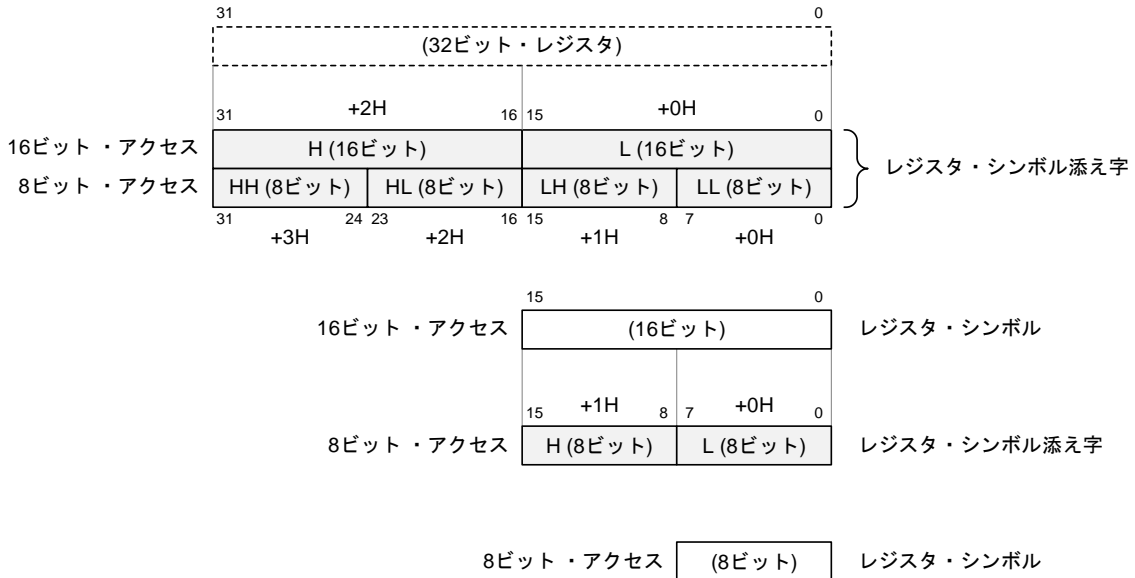 31 0
(32ビット・レジスタ)
+2H +0H
31 16 15 0
16ビット ・アクセス H (16ビット) L (16ビット)
レジスタ・シンボル添え字
8ビット ・アクセス HH (8ビット) HL (8ビット) LH (8ビット) LL (8ビット)
31 24 23 16 15 8 7 0
+3H +2H +1H +0H
15 0
16ビット ・アクセス (16ビット) レジスタ・シンボル
+1H +0H
15 8 7 0
8ビット ・アクセス H (8ビット) L (8ビット) レジスタ・シンボル添え字
8ビット ・アクセス (8ビット) レジスタ・シンボル